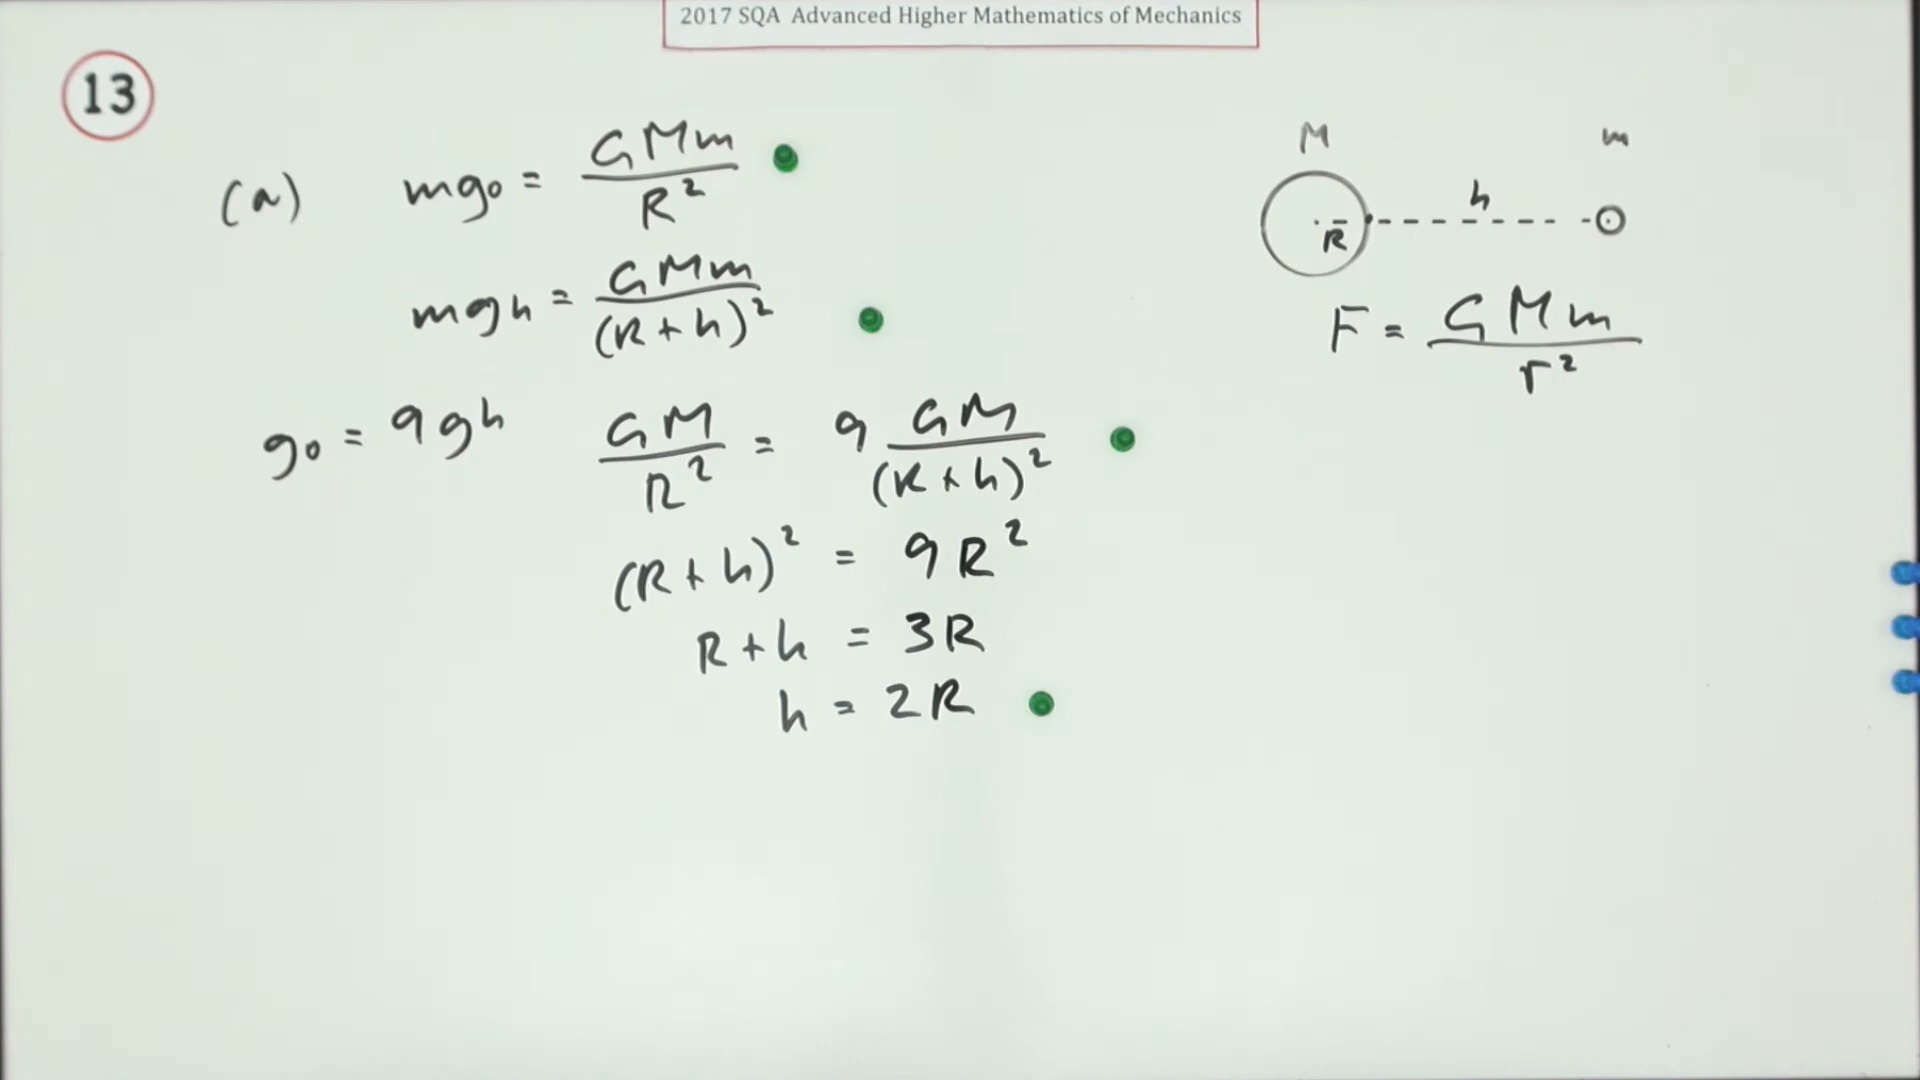 2017 SQA Advanced Higher Mathematics of Mechanics
13
(a) mg₀ = GMm / R²
mgh = GMm / (R+h)²
g₀ = 9gh GM / R² = 9 GM / (R+h)²
(R+h)² = 9R²
R+h = 3R
h = 2R
M m
h
R
F = GMm / r²